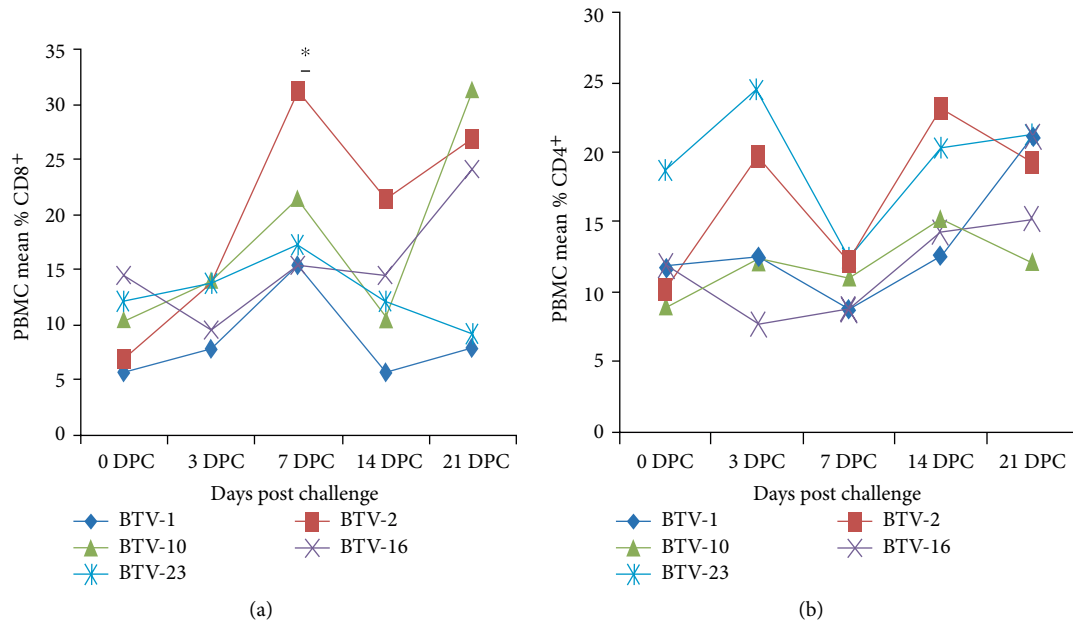 *
35
30
25
20
15
10
5
0
PBMC mean % CD8+
0 DPC 3 DPC 7 DPC 14 DPC 21 DPC
Days post challenge
BTV-1 BTV-2
BTV-10 BTV-16
BTV-23
(a)
30
25
20
15
10
5
0
PBMC mean % CD4+
0 DPC 3 DPC 7 DPC 14 DPC 21 DPC
Days post challenge
BTV-1 BTV-2
BTV-10 BTV-16
BTV-23
(b)